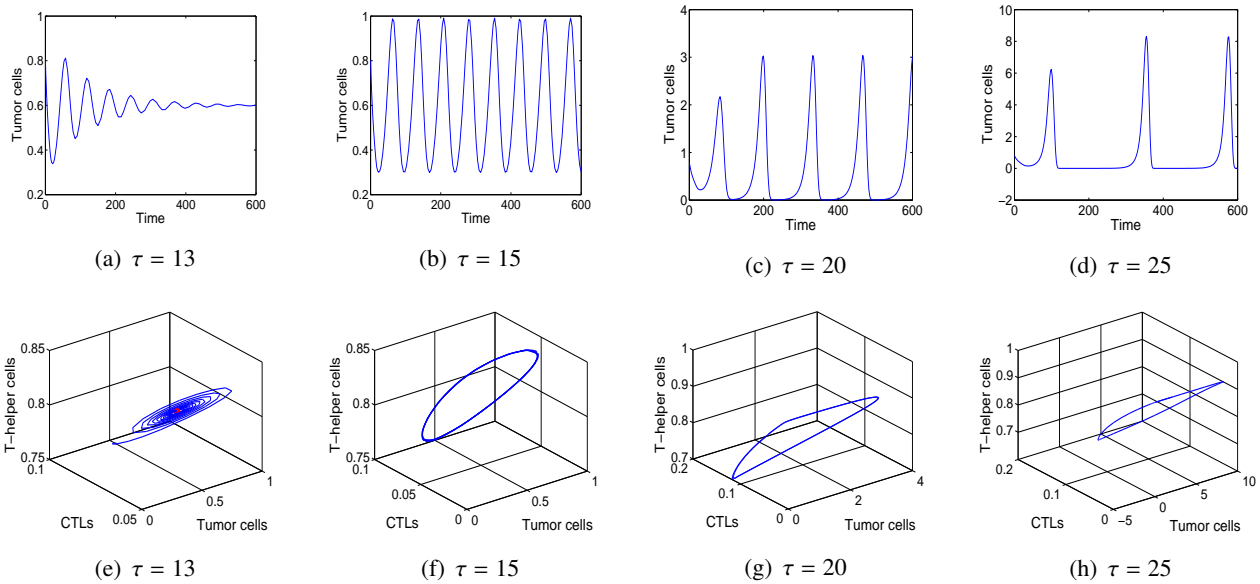 1
0.8
0.6
0.4
0.2
0 200 400 600
Time
Tumor cells
(a) τ = 13
1
0.8
0.6
0.4
0.2
0 200 400 600
Time
Tumor cells
(b) τ = 15
4
3
2
1
0
0 200 400 600
Time
Tumor cells
(c) τ = 20
10
8
6
4
2
0
−2
0 200 400 600
Time
Tumor cells
(d) τ = 25
0.85
0.8
0.75
0.1
0.05
0
0.5
1
T−helper cells
CTLs
Tumor cells
(e) τ = 13
0.85
0.8
0.75
0.1
0.05
0
0
0.5
1
T−helper cells
CTLs
Tumor cells
(f) τ = 15
1
0.9
0.8
0.7
0.2
0.1
0
0
2
4
T−helper cells
CTLs
Tumor cells
(g) τ = 20
1
0.9
0.8
0.7
0.2
0.1
0
−5
0
5
10
T−helper cells
CTLs
Tumor cells
(h) τ = 25